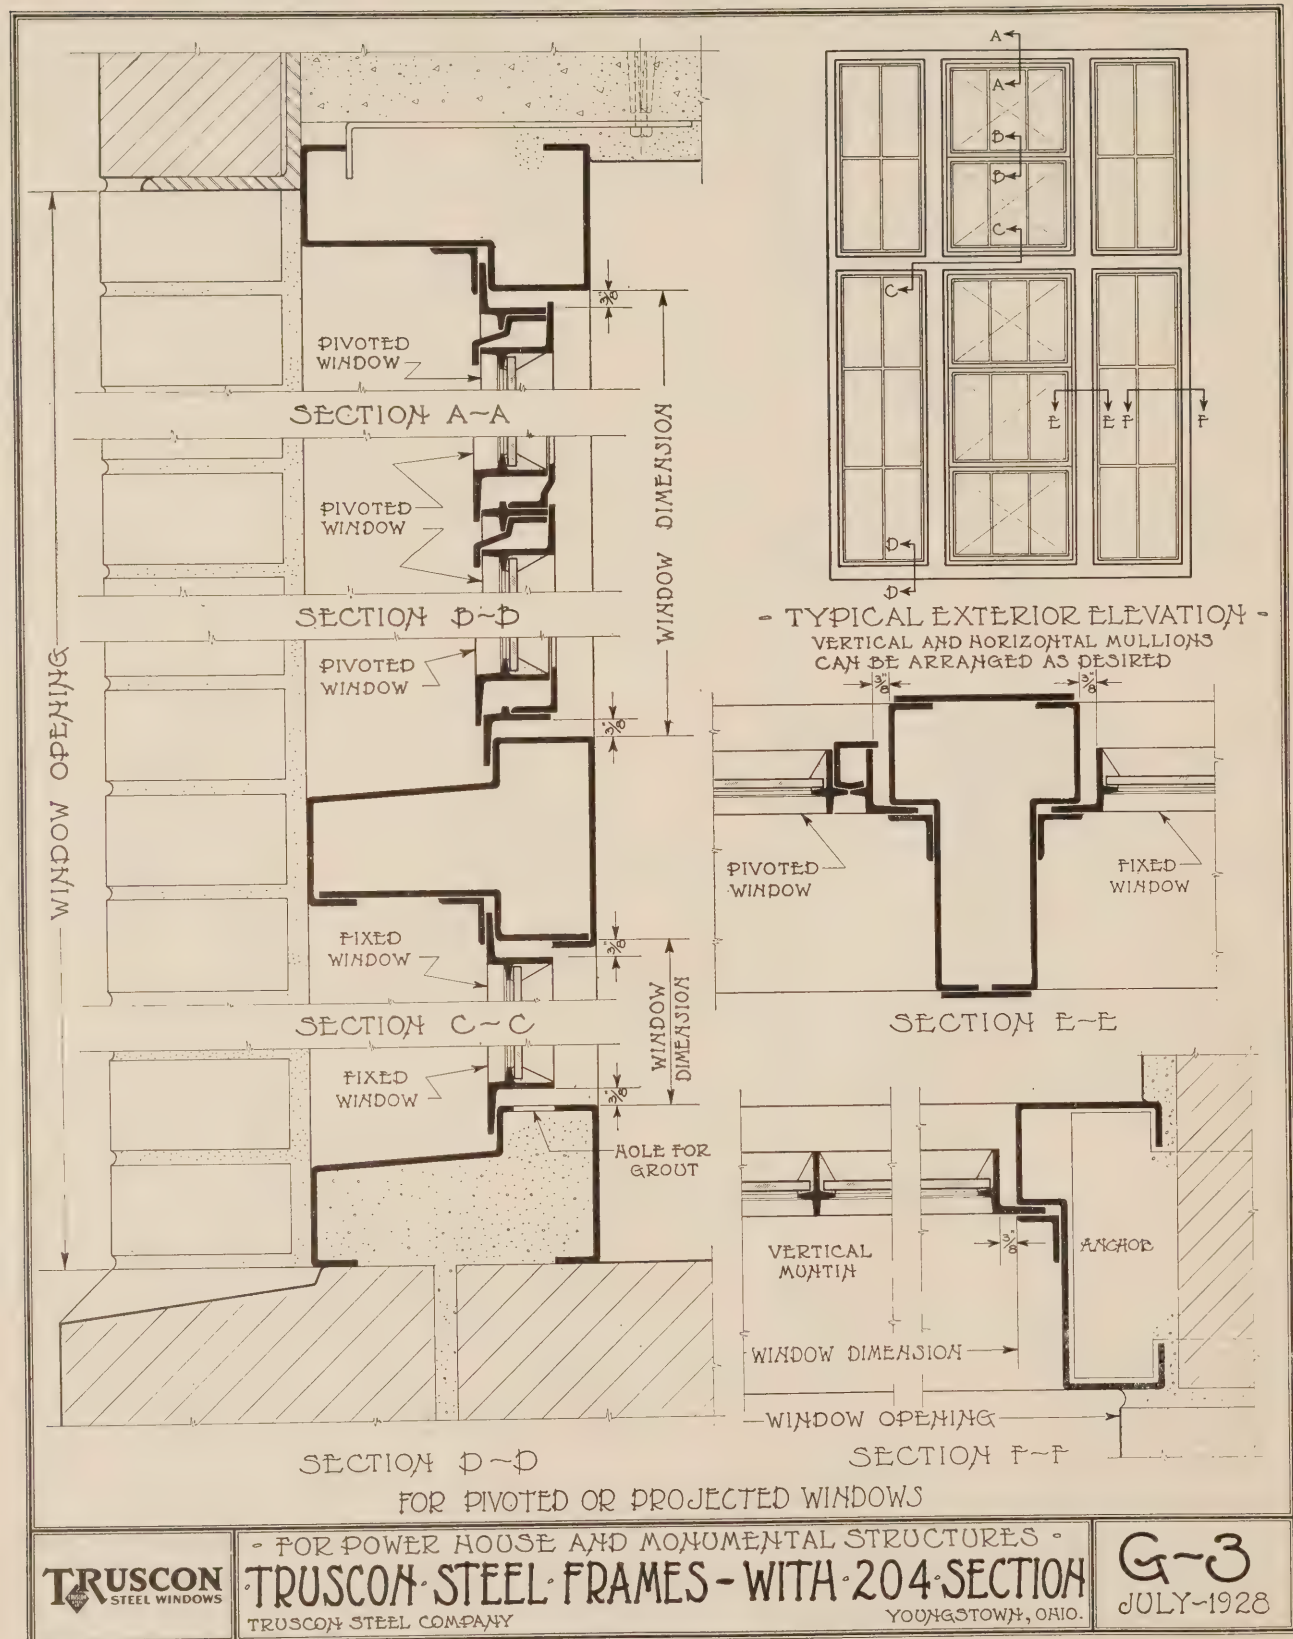 A
A
B
B
C
C
E
E
F
F
D
D
3/8"
PIVOTED
WINDOW
SECTION A~A
PIVOTED
WINDOW
SECTION B~B
PIVOTED
WINDOW
3/8"
WINDOW DIMENSION
WINDOW OPENING
FIXED
WINDOW
3/8"
SECTION C~C
FIXED
WINDOW
3/8"
WINDOW
DIMENSION
HOLE FOR
GROUT
SECTION D~D
- TYPICAL EXTERIOR ELEVATION -
VERTICAL AND HORIZONTAL MULLIONS
CAN BE ARRANGED AS DESIRED
3/8"
3/8"
PIVOTED
WINDOW
FIXED
WINDOW
SECTION E~E
VERTICAL
MUNTIN
3/8"
ANCHOR
WINDOW DIMENSION
WINDOW OPENING
SECTION F~F
FOR PIVOTED OR PROJECTED WINDOWS
TRUSCON
STEEL WINDOWS
- FOR POWER HOUSE AND MONUMENTAL STRUCTURES -
·TRUSCON·STEEL·FRAMES-WITH·204·SECTION
TRUSCON STEEL COMPANY
YOUNGSTOWN, OHIO.
G~3
JULY~1928